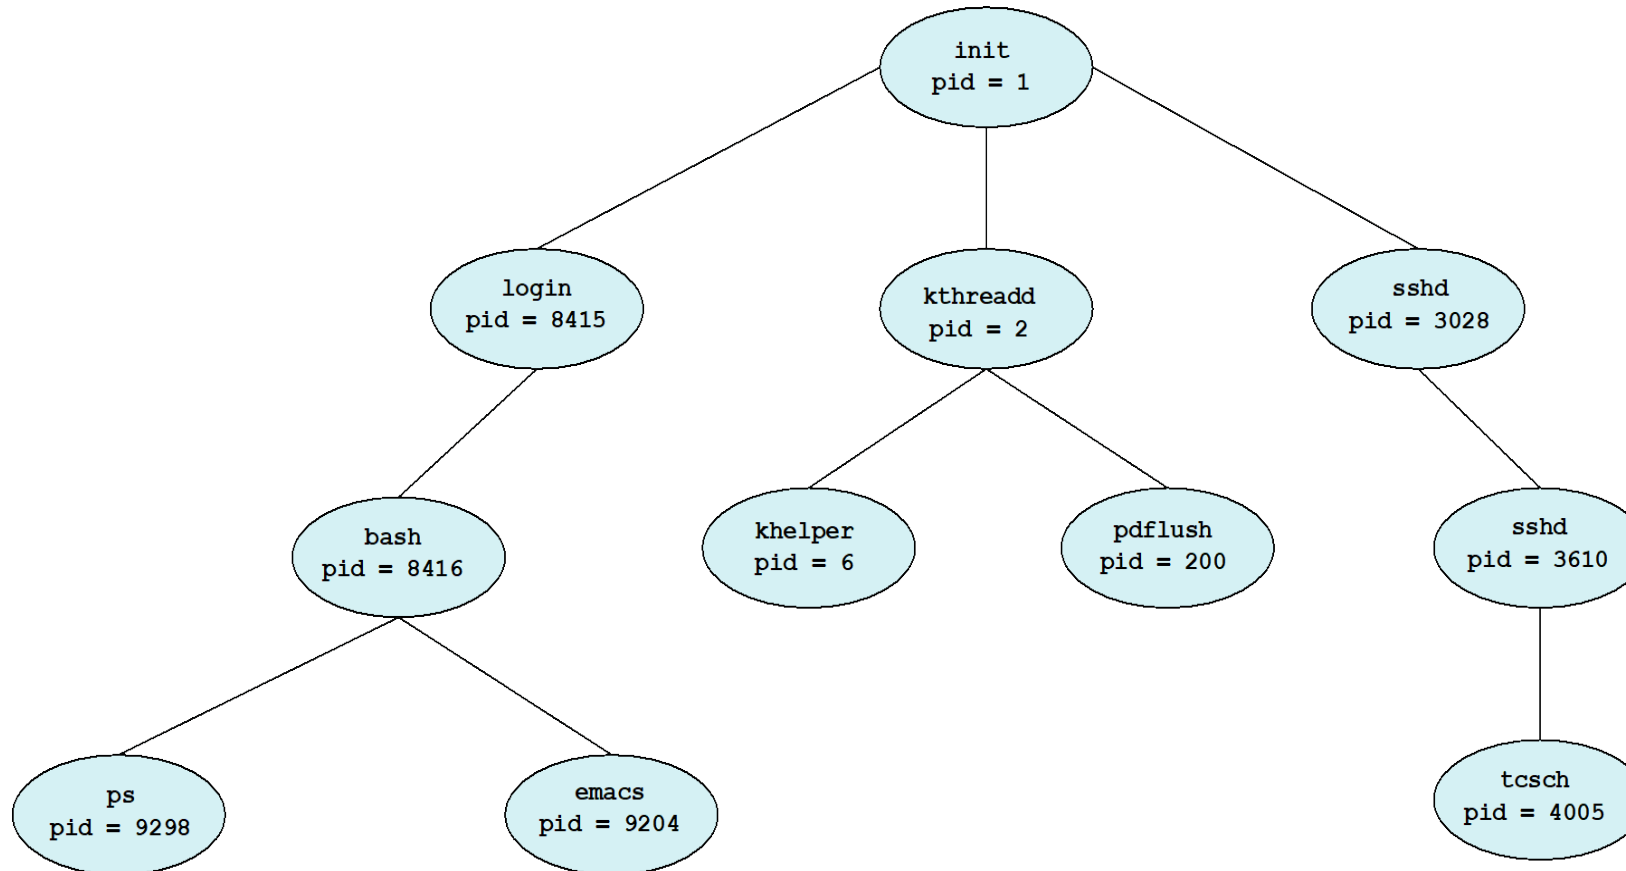 init
pid = 1
login
pid = 8415
kthreadd
pid = 2
sshd
pid = 3028
bash
pid = 8416
khelper
pid = 6
pdflush
pid = 200
sshd
pid = 3610
ps
pid = 9298
emacs
pid = 9204
tcsch
pid = 4005